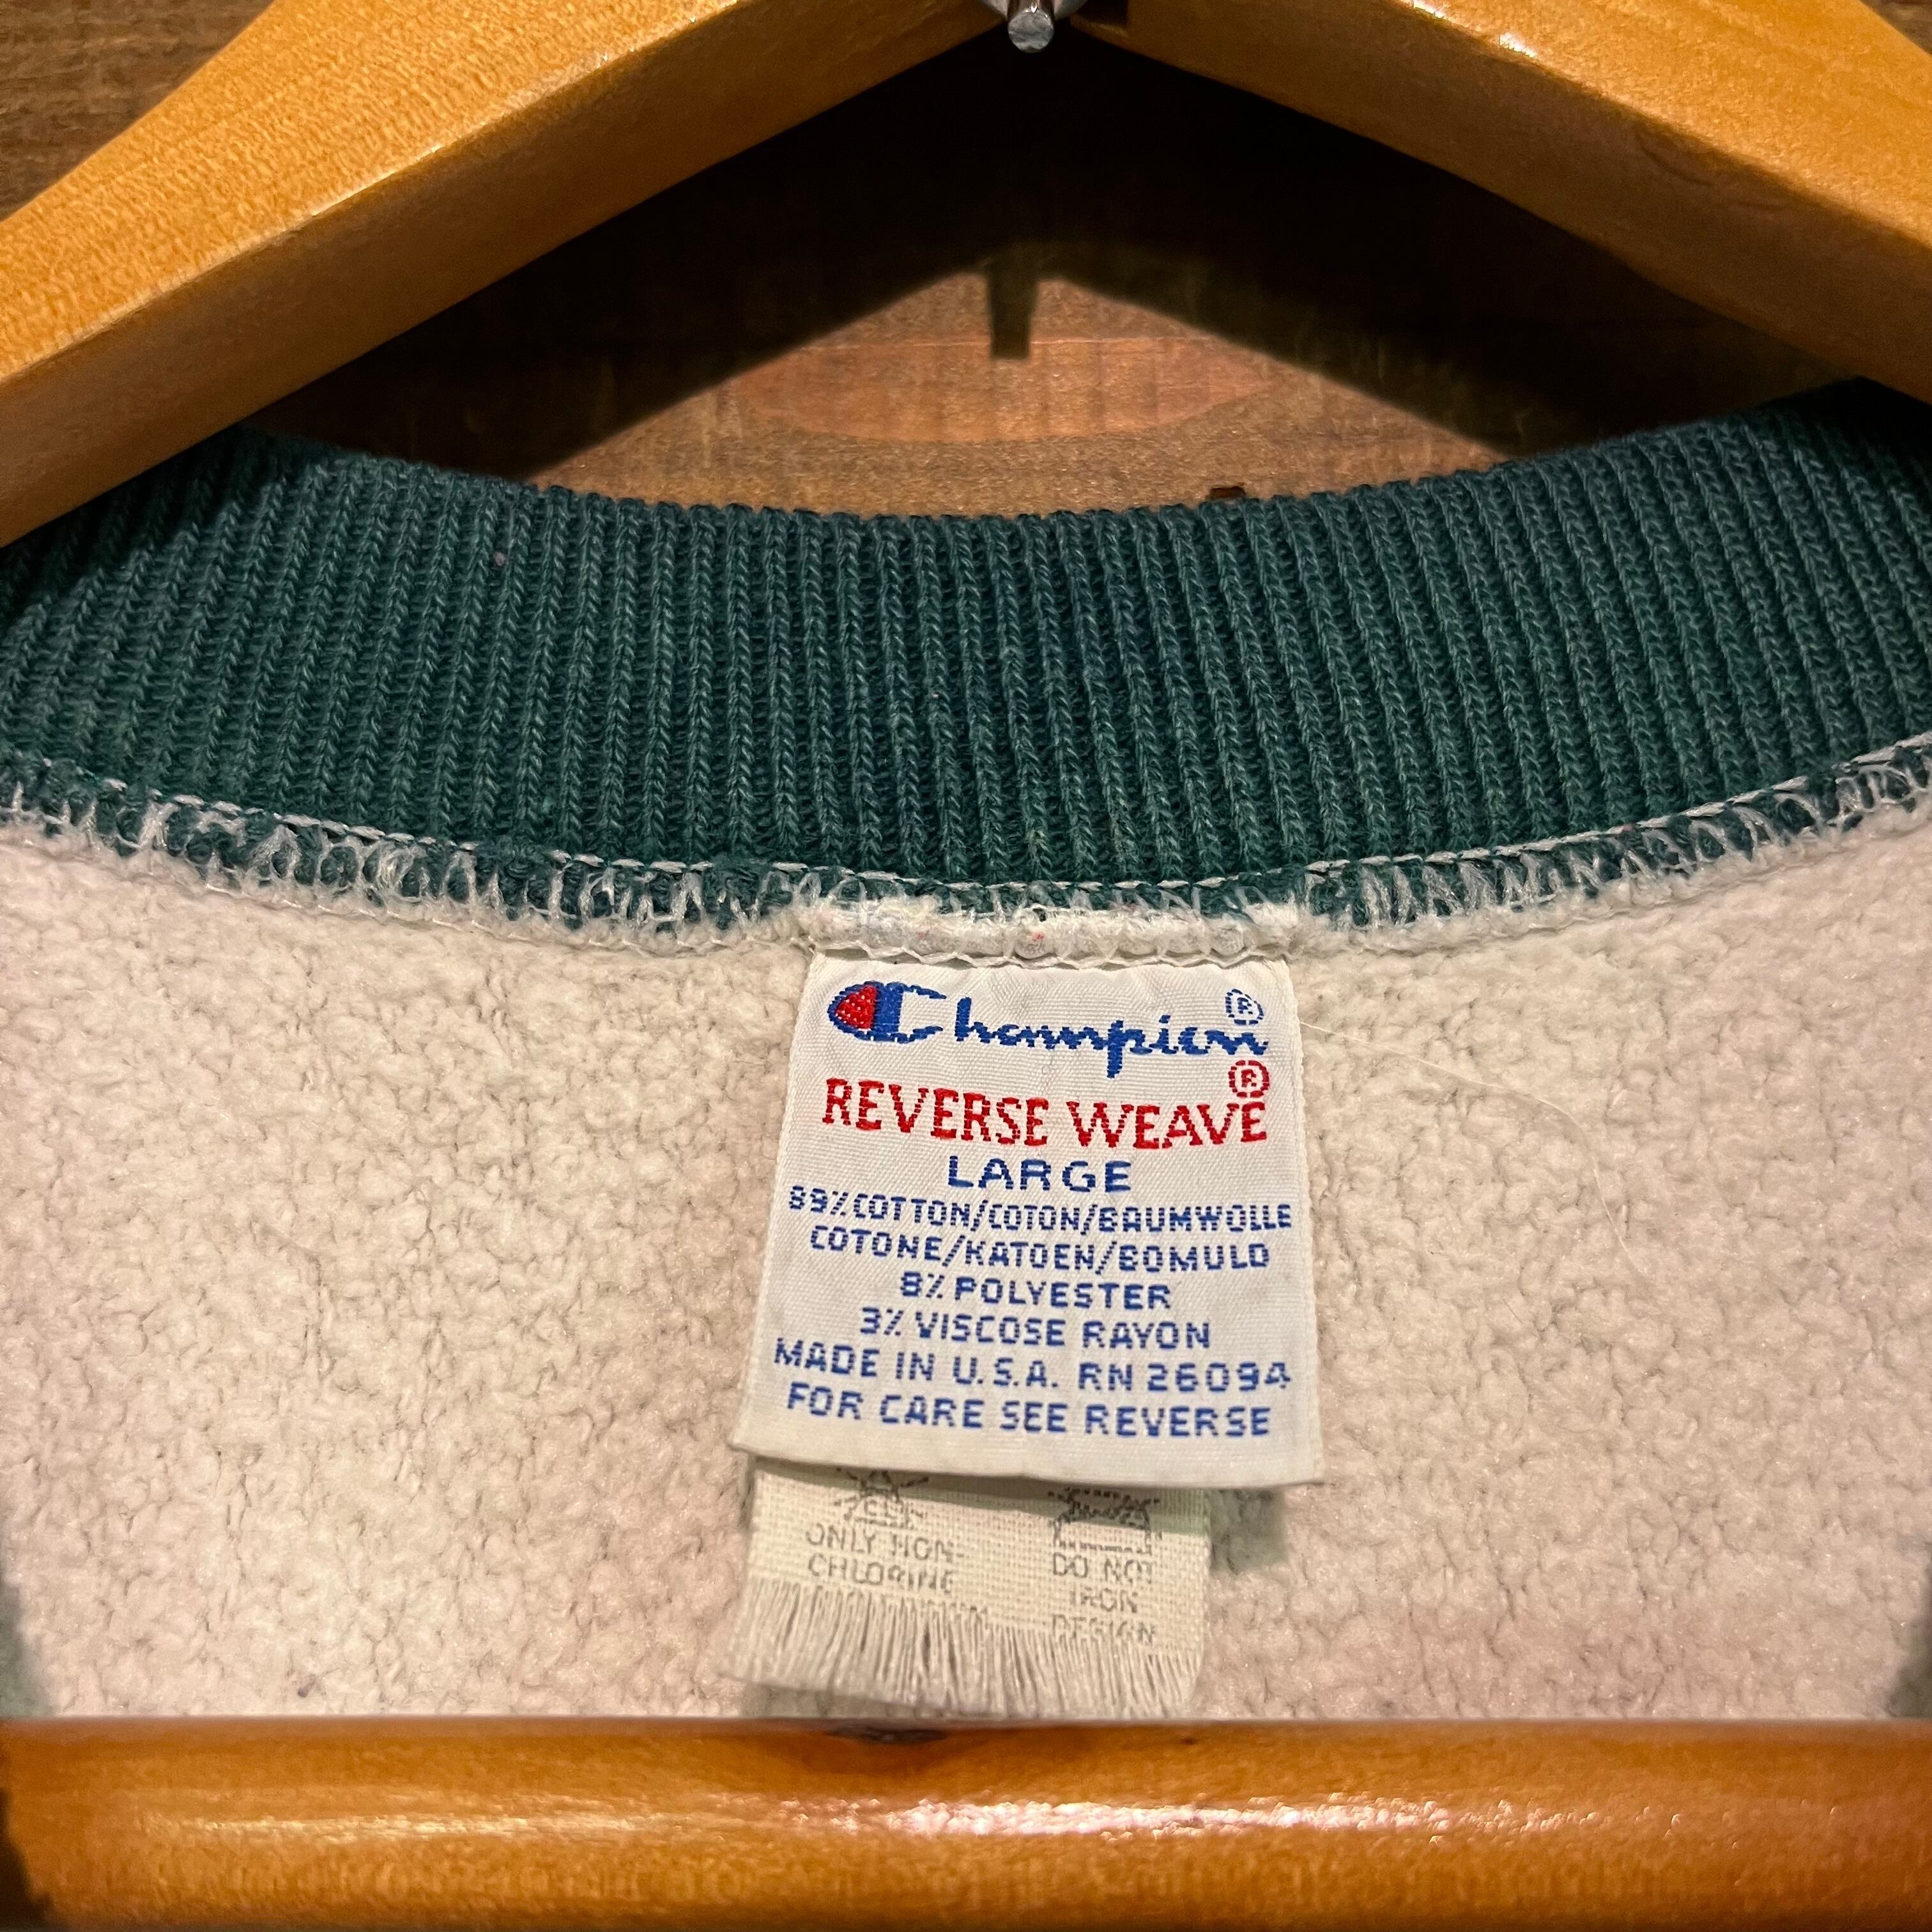 Champion®
REVERSE WEAVE®
LARGE
89% COTTON/COTON/BAUMWOLLE
COTONE/KATOEN/BOMULD
8% POLYESTER
3% VISCOSE RAYON
MADE IN U.S.A. RN 26094
FOR CARE SEE REVERSE
ONLY NON-
CHLORINE
DO NOT
IRON
DESIGN